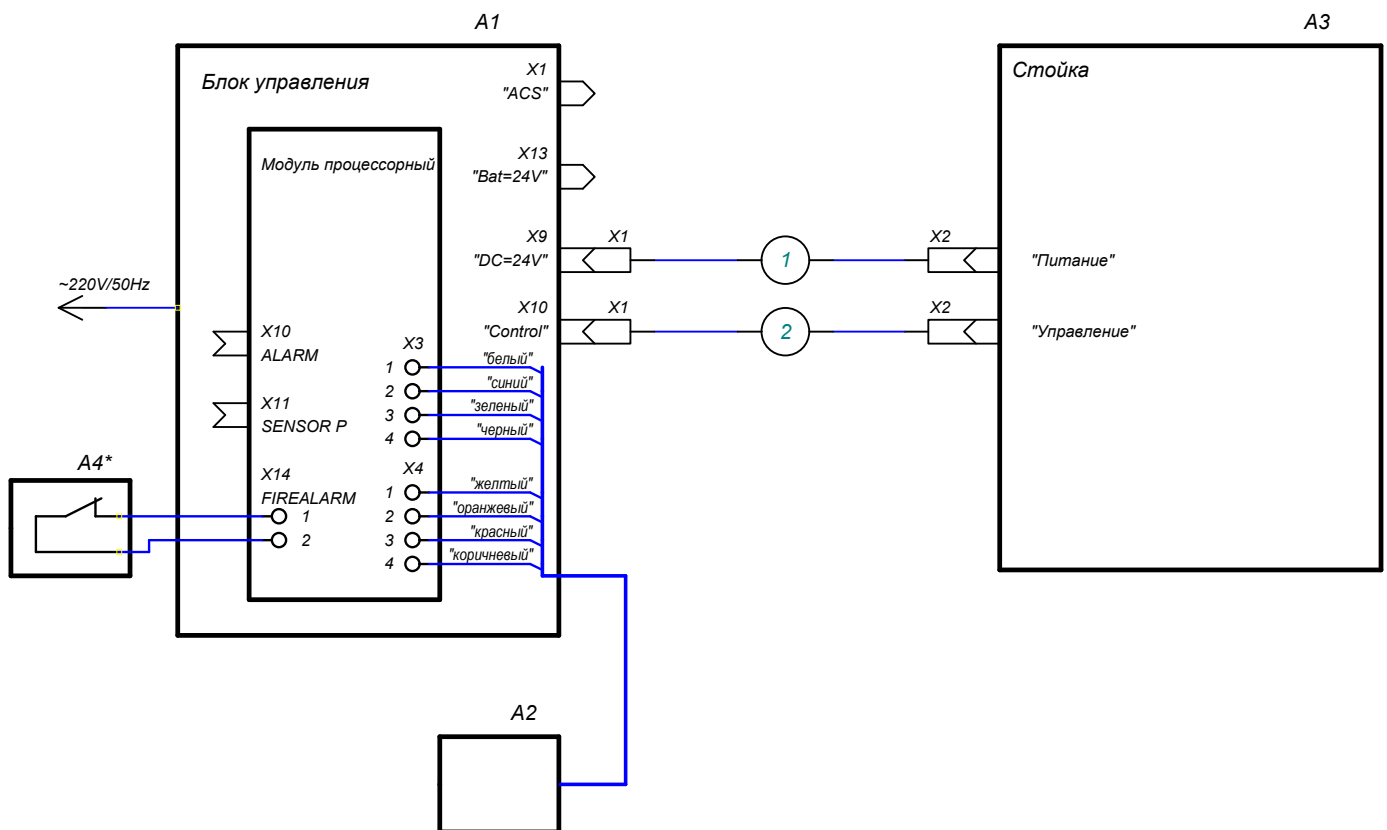 A1
A3
Блок управления
X1
"ACS"
Стойка
Модуль процессорный
X13
"Bat=24V"
X9
"DC=24V"
X1
1
X2
"Питание"
~220V/50Hz
X10
"Control"
X1
2
X2
"Управление"
X10
ALARM
X3
1 "белый"
2 "синий"
3 "зеленый"
4 "черный"
X11
SENSOR P
A4*
X14
FIREALARM
1
2
X4
1 "желтый"
2 "оранжевый"
3 "красный"
4 "коричневый"
A2